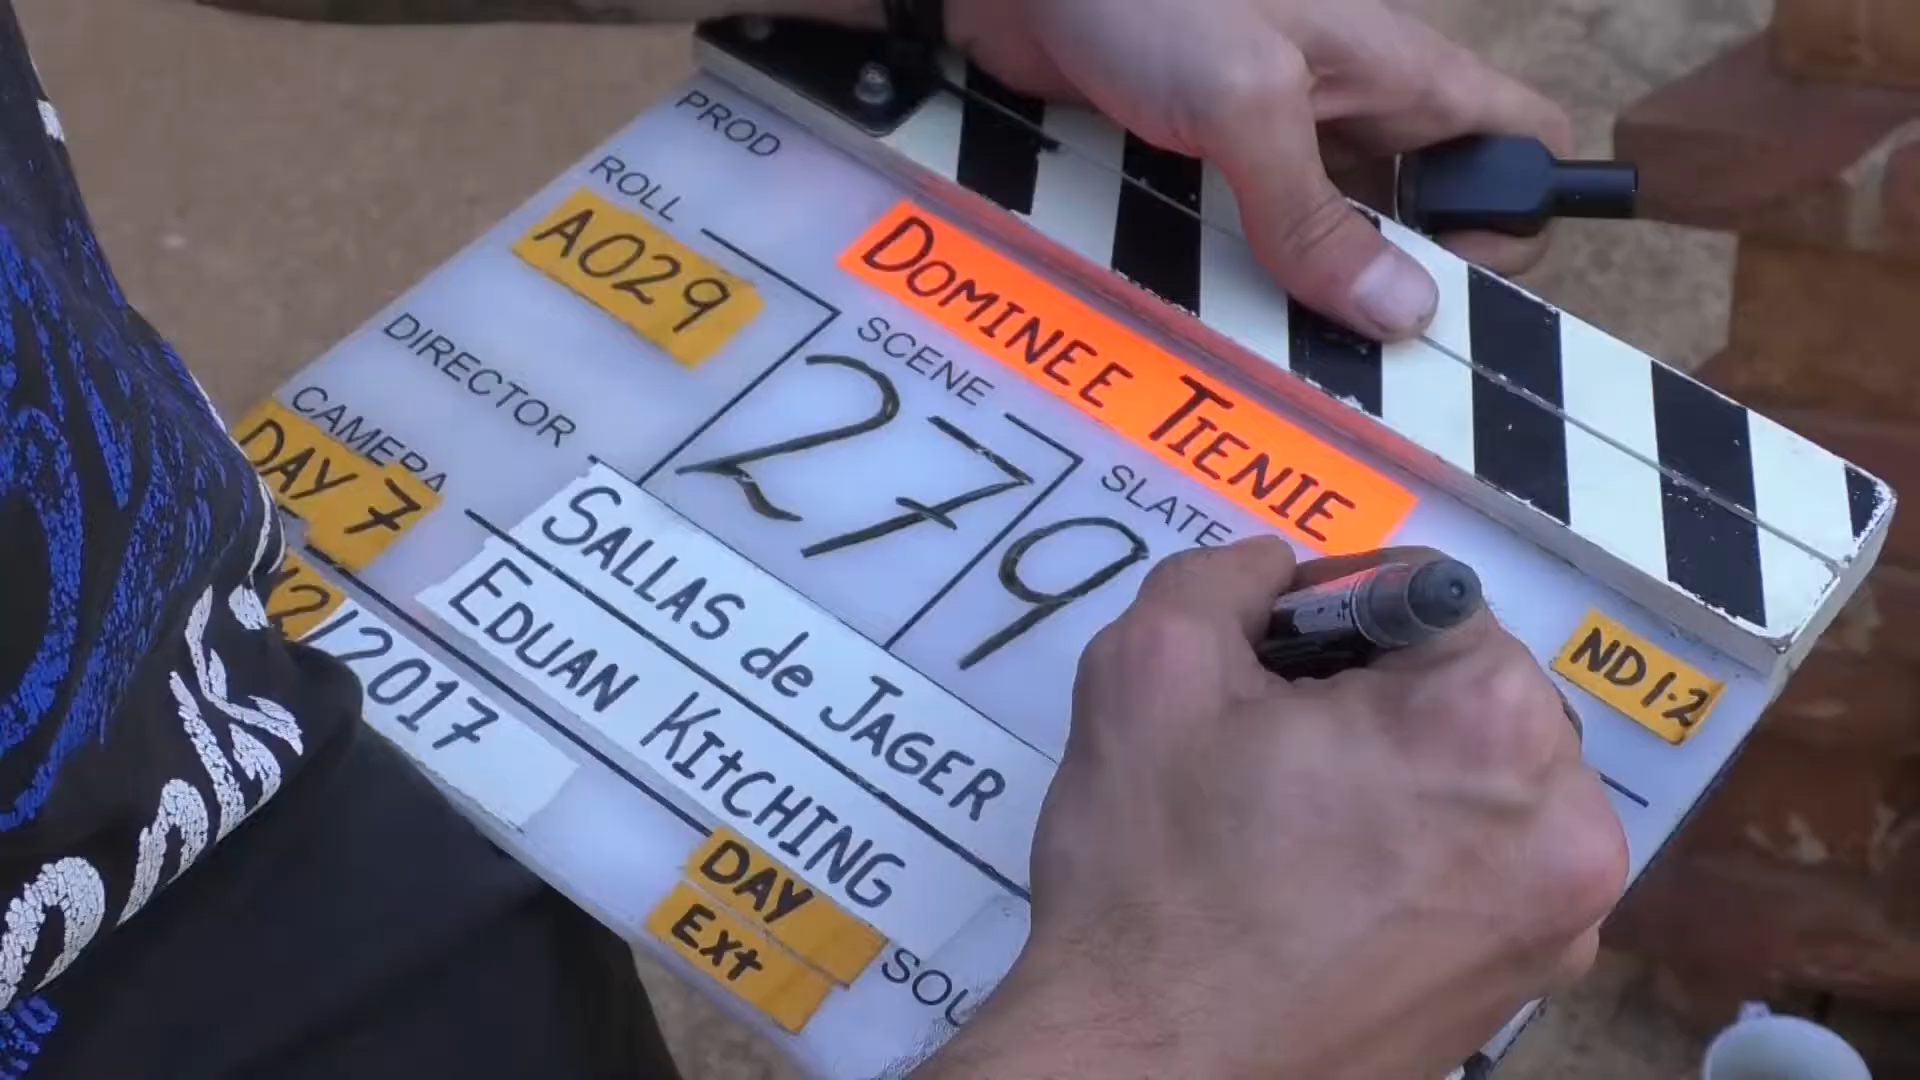 PROD
DOMINEE TIENIE
ROLL
A029
SCENE
27
SLATE
9
DIRECTOR
SALLAS de JAGER
CAMERA
EDUAN KITCHING
DAY 7
/2017
DAY
EXT
ND 1.2